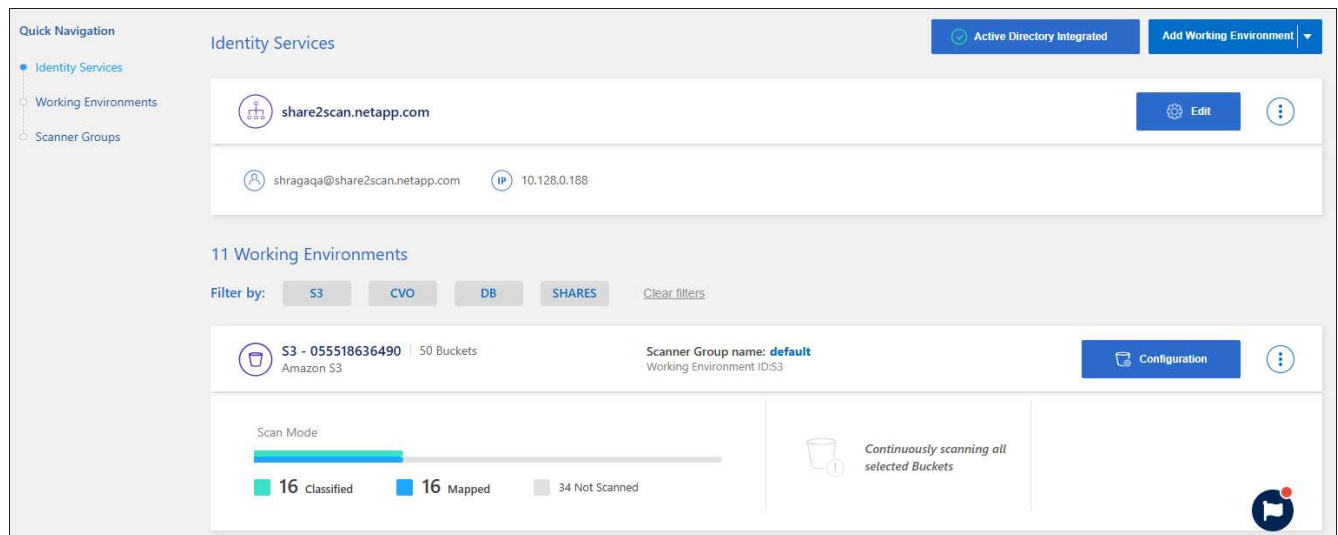 Quick Navigation
Identity Services
Working Environments
Scanner Groups
Identity Services
Active Directory Integrated
Add Working Environment
share2scan.netapp.com
Edit
shragaqa@share2scan.netapp.com
IP
10.128.0.188
11 Working Environments
Filter by:
S3
CVO
DB
SHARES
Clear filters
S3 - 055518636490 | 50 Buckets
Amazon S3
Scanner Group name: default
Working Environment ID:S3
Configuration
Scan Mode
16 Classified
16 Mapped
34 Not Scanned
Continuously scanning all
selected Buckets